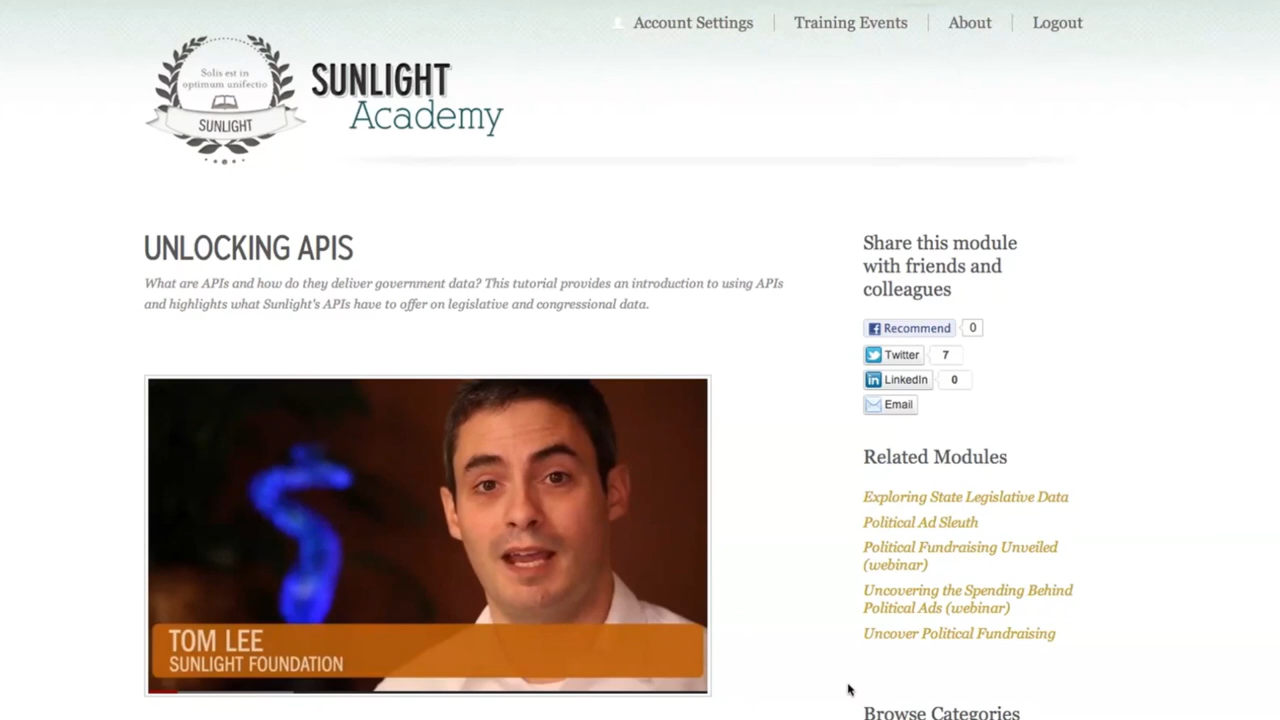 Account Settings
Training Events
About
Logout
Solis est in
optimum unifectio
SUNLIGHT
SUNLIGHT
Academy
UNLOCKING APIS
What are APIs and how do they deliver government data? This tutorial provides an introduction to using APIs
and highlights what Sunlight's APIs have to offer on legislative and congressional data.
TOM LEE
SUNLIGHT FOUNDATION
Share this module
with friends and
colleagues
Recommend 0
Twitter 7
LinkedIn 0
Email
Related Modules
Exploring State Legislative Data
Political Ad Sleuth
Political Fundraising Unveiled
(webinar)
Uncovering the Spending Behind
Political Ads (webinar)
Uncover Political Fundraising
Browse Categories